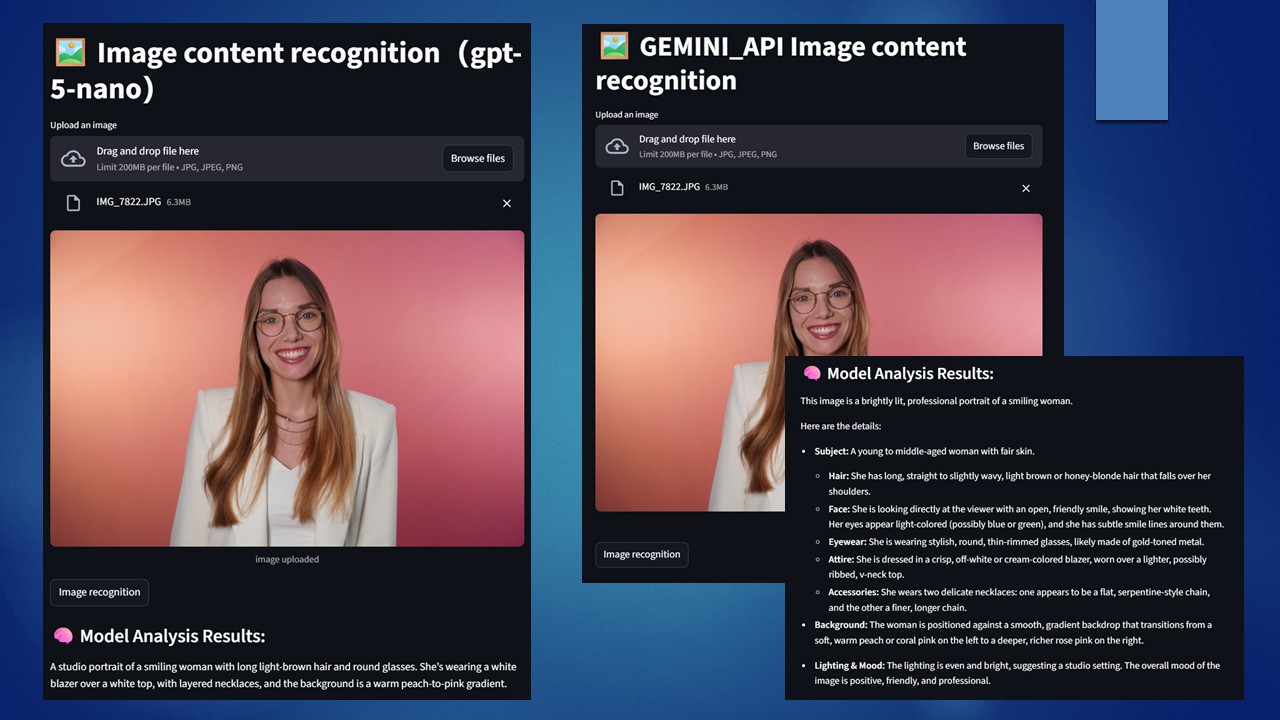 Image content recognition（gpt-
5-nano）
Upload an image
Drag and drop file here
Limit 200MB per file • JPG, JPEG, PNG
Browse files
IMG_7822.JPG 6.3MB
image uploaded
Image recognition
Model Analysis Results:
A studio portrait of a smiling woman with long light-brown hair and round glasses. She’s wearing a white
blazer over a white top, with layered necklaces, and the background is a warm peach-to-pink gradient.
GEMINI_API Image content
recognition
Upload an image
Drag and drop file here
Limit 200MB per file • JPG, JPEG, PNG
Browse files
IMG_7822.JPG 6.3MB
Image recognition
Model Analysis Results:
This image is a brightly lit, professional portrait of a smiling woman.
Here are the details:
• Subject: A young to middle-aged woman with fair skin.
◦ Hair: She has long, straight to slightly wavy, light brown or honey-blonde hair that falls over her
shoulders.
◦ Face: She is looking directly at the viewer with an open, friendly smile, showing her white teeth.
Her eyes appear light-colored (possibly blue or green), and she has subtle smile lines around them.
◦ Eyewear: She is wearing stylish, round, thin-rimmed glasses, likely made of gold-toned metal.
◦ Attire: She is dressed in a crisp, off-white or cream-colored blazer, worn over a lighter, possibly
ribbed, v-neck top.
◦ Accessories: She wears two delicate necklaces: one appears to be a flat, serpentine-style chain,
and the other a finer, longer chain.
• Background: The woman is positioned against a smooth, gradient backdrop that transitions from a
soft, warm peach or coral pink on the left to a deeper, richer rose pink on the right.
• Lighting & Mood: The lighting is even and bright, suggesting a studio setting. The overall mood of the
image is positive, friendly, and professional.